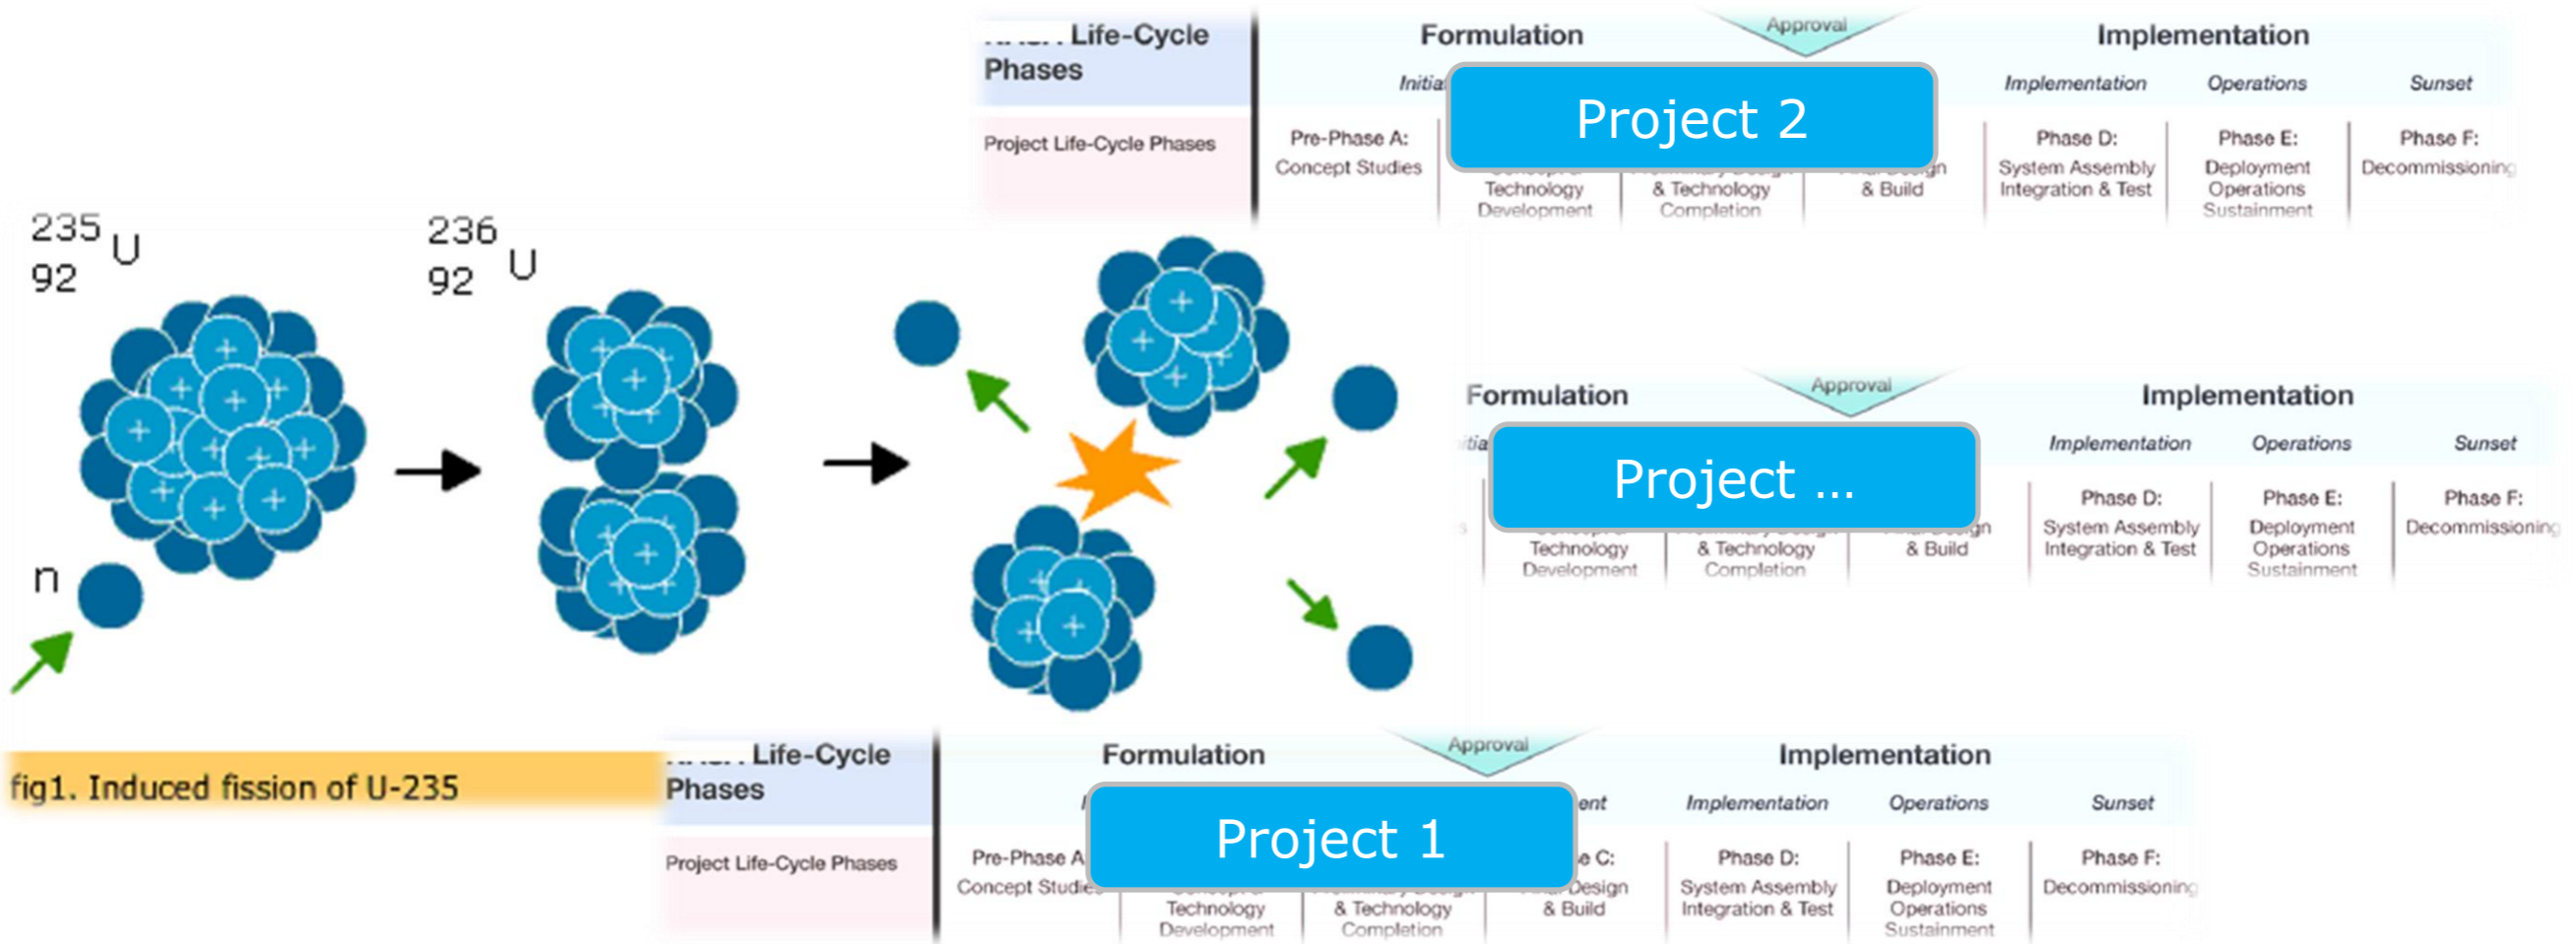 Life-Cycle
Phases
Formulation
Approval
Implementation
Project 2
Implementation
Operations
Sunset
Project Life-Cycle Phases
Pre-Phase A:
Concept Studies
Technology
Development
& Technology
Completion
& Build
Phase D:
System Assembly
Integration & Test
Phase E:
Deployment
Operations
Sustainment
Phase F:
Decommissioning
235
92
U
236
92
U
n
+ + + + + + + + + + + +
Formulation
Approval
Implementation
Project ...
Implementation
Operations
Sunset
Technology
Development
& Technology
Completion
& Build
Phase D:
System Assembly
Integration & Test
Phase E:
Deployment
Operations
Sustainment
Phase F:
Decommissioning
fig1. Induced fission of U-235
Life-Cycle
Phases
Formulation
Approval
Implementation
Project 1
Implementation
Operations
Sunset
Project Life-Cycle Phases
Pre-Phase A
Concept Studies
Technology
Development
& Technology
Completion
Design
& Build
Phase D:
System Assembly
Integration & Test
Phase E:
Deployment
Operations
Sustainment
Phase F:
Decommissioning